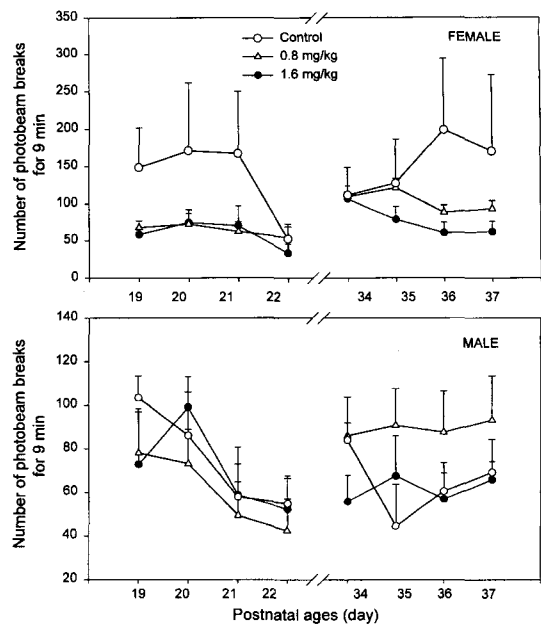 350
300
250
200
150
100
50
0
Number of photobeam breaks
for 9 min
Control
0.8 mg/kg
1.6 mg/kg
FEMALE
19 20 21 22 34 35 36 37
140
120
100
80
60
40
20
Number of photobeam breaks
for 9 min
MALE
19 20 21 22 34 35 36 37
Postnatal ages (day)